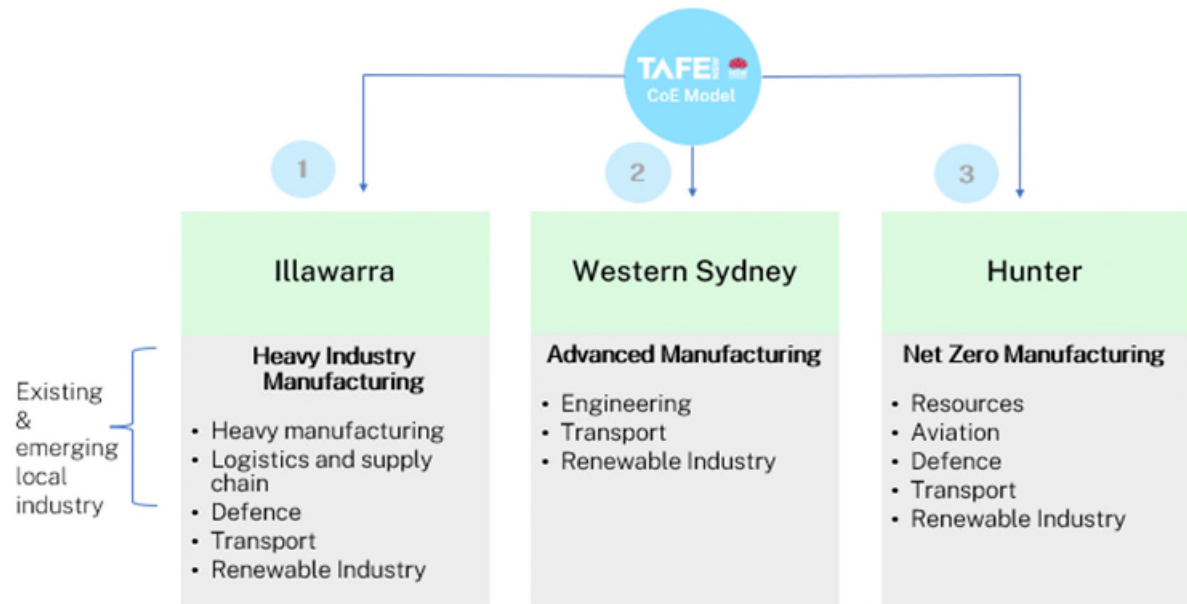 TAFE NSW
CoE Model
1
2
3
Illawarra
Western Sydney
Hunter
Existing
&
emerging
local
industry
Heavy Industry
Manufacturing
• Heavy manufacturing
• Logistics and supply
chain
• Defence
• Transport
• Renewable Industry
Advanced Manufacturing
• Engineering
• Transport
• Renewable Industry
Net Zero Manufacturing
• Resources
• Aviation
• Defence
• Transport
• Renewable Industry